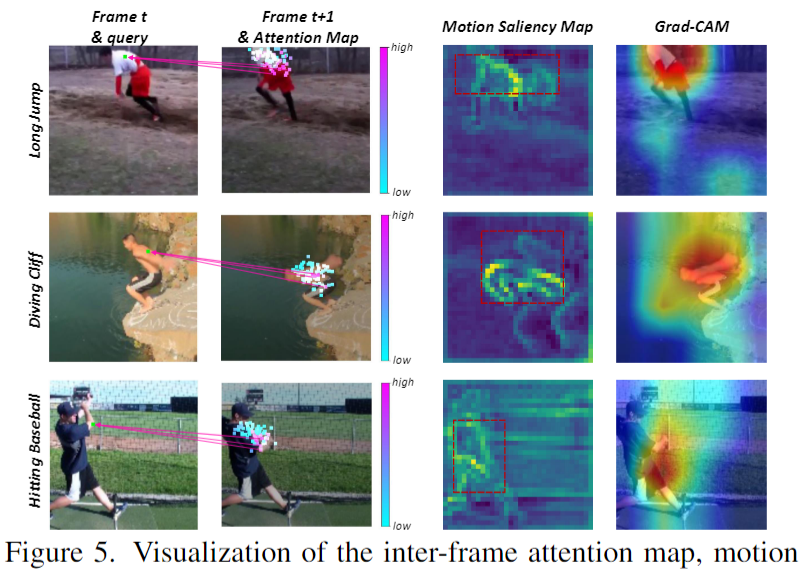 Frame t
& query
Frame t+1
& Attention Map
Motion Saliency Map
Grad-CAM
Long Jump
high
low
Diving Cliff
high
low
Hitting Baseball
high
low
Figure 5. Visualization of the inter-frame attention map, motion